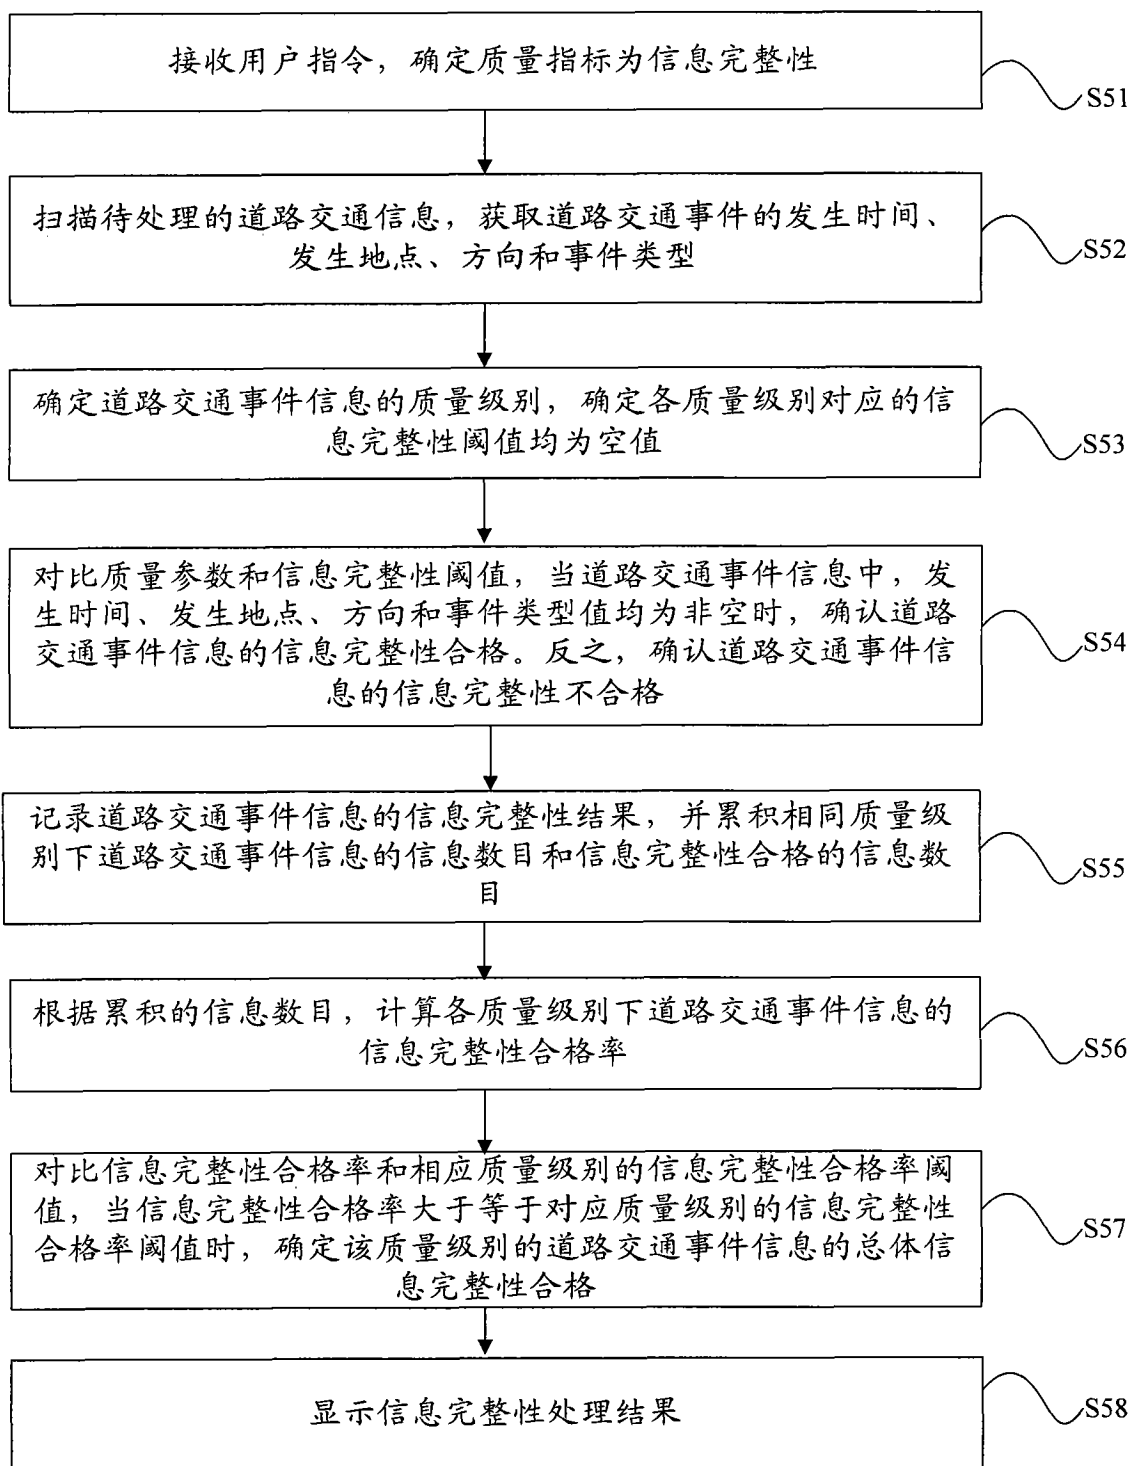 接收用户指令，确定质量指标为信息完整性
S51
扫描待处理的道路交通信息，获取道路交通事件的发生时间、
发生地点、方向和事件类型
S52
确定道路交通事件信息的质量级别，确定各质量级别对应的信
息完整性阈值均为空值
S53
对比质量参数和信息完整性阈值，当道路交通事件信息中，发
生时间、发生地点、方向和事件类型值均为非空时，确认道路
交通事件信息的信息完整性合格。反之，确认道路交通事件信
息的信息完整性不合格
S54
记录道路交通事件信息的信息完整性结果，并累积相同质量级
别下道路交通事件信息的信息数目和信息完整性合格的信息数
目
S55
根据累积的信息数目，计算各质量级别下道路交通事件信息的
信息完整性合格率
S56
对比信息完整性合格率和相应质量级别的信息完整性合格率阈
值，当信息完整性合格率大于等于对应质量级别的信息完整性
合格率阈值时，确定该质量级别的道路交通事件信息的总体信
息完整性合格
S57
显示信息完整性处理结果
S58